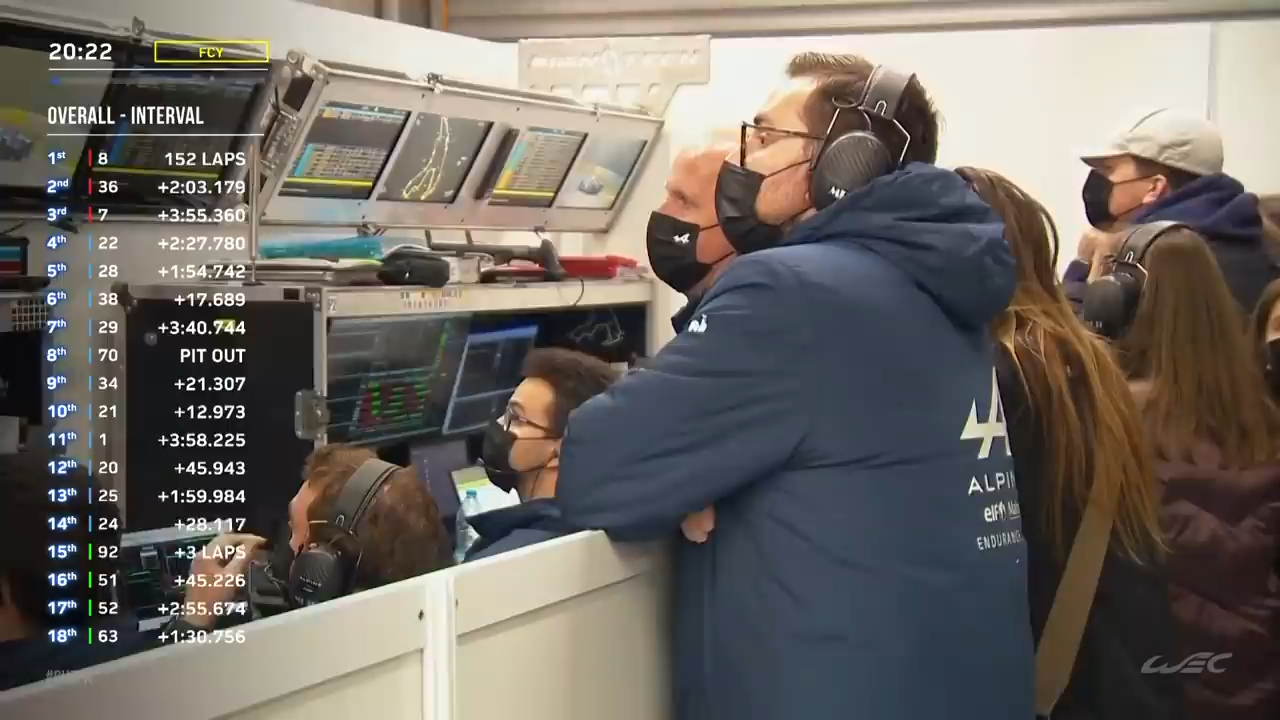 20:22
FCY
OVERALL - INTERVAL
1st 8 152 LAPS
2nd 36 +2:03.179
3rd 7 +3:55.360
4th 22 +2:27.780
5th 28 +1:54.742
6th 38 +17.689
7th 29 +3:40.744
8th 70 PIT OUT
9th 34 +21.307
10th 21 +12.973
11th 1 +3:58.225
12th 20 +45.943
13th 25 +1:59.984
14th 24 +28.117
15th 92 +3 LAPS
16th 51 +45.226
17th 52 +2:55.674
18th 63 +1:30.756
SIGNATECH
ALPIN
elf
ENDURAN
WEC